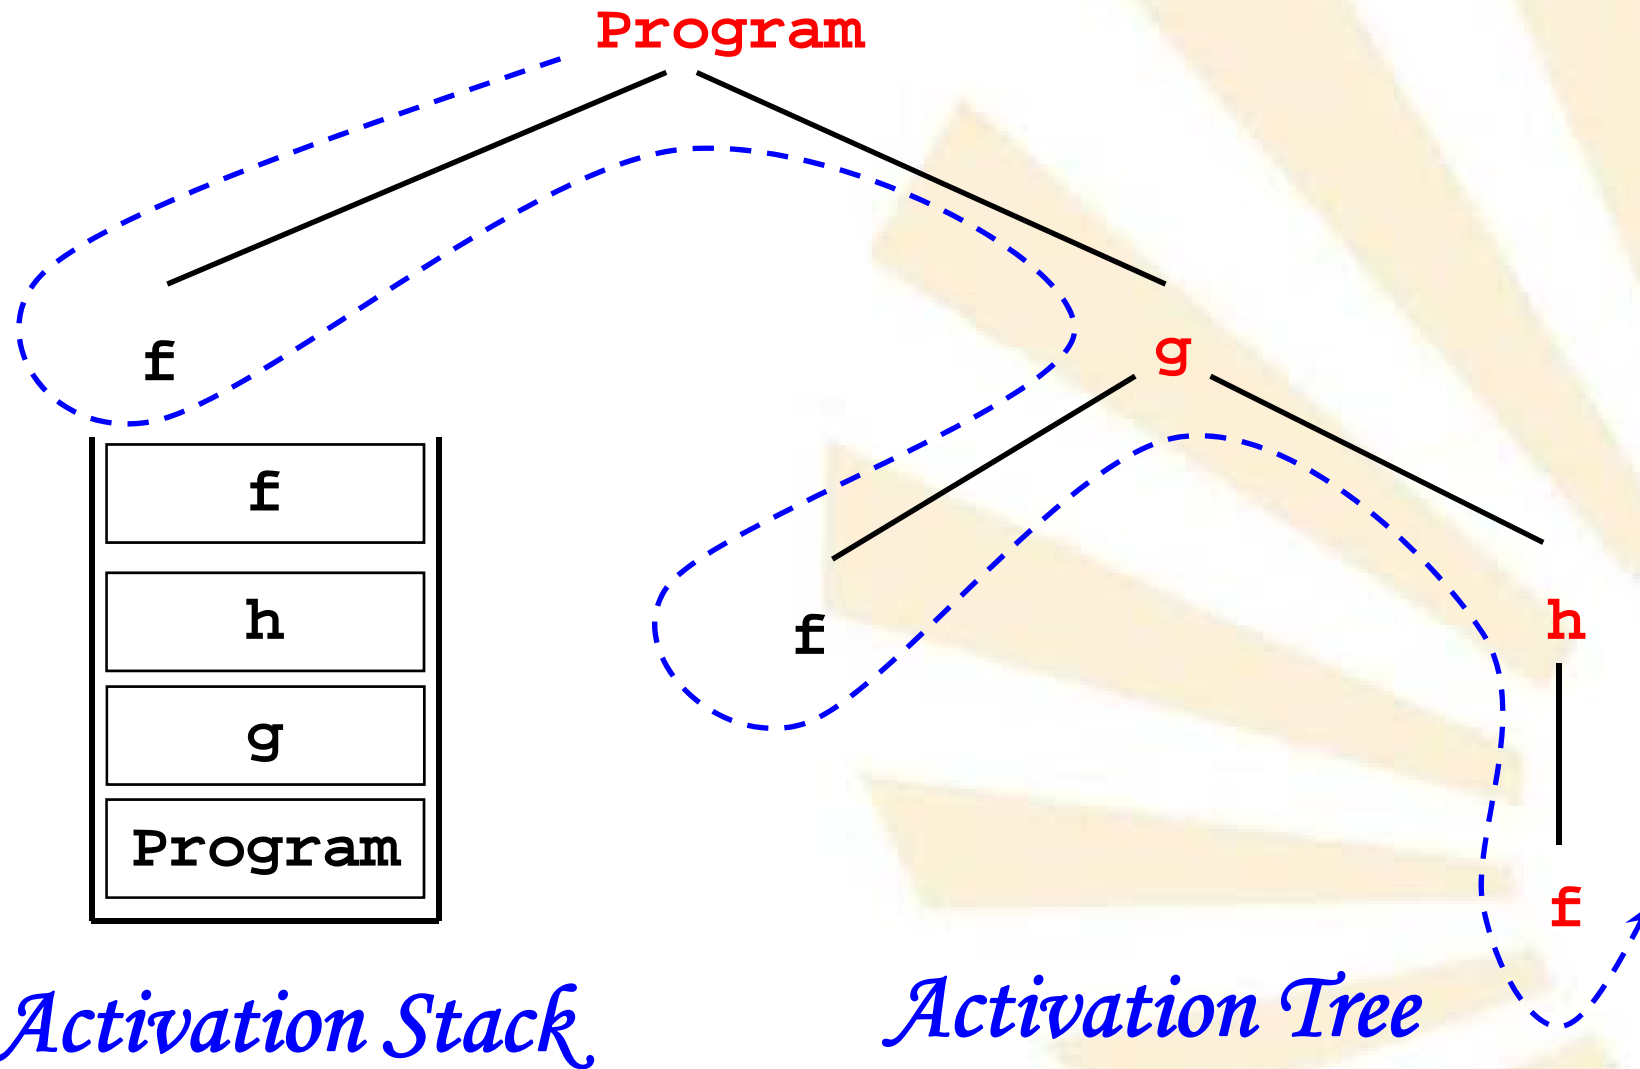 Program
f
g
f
h
f
f
h
g
Program
Activation Stack
Activation Tree